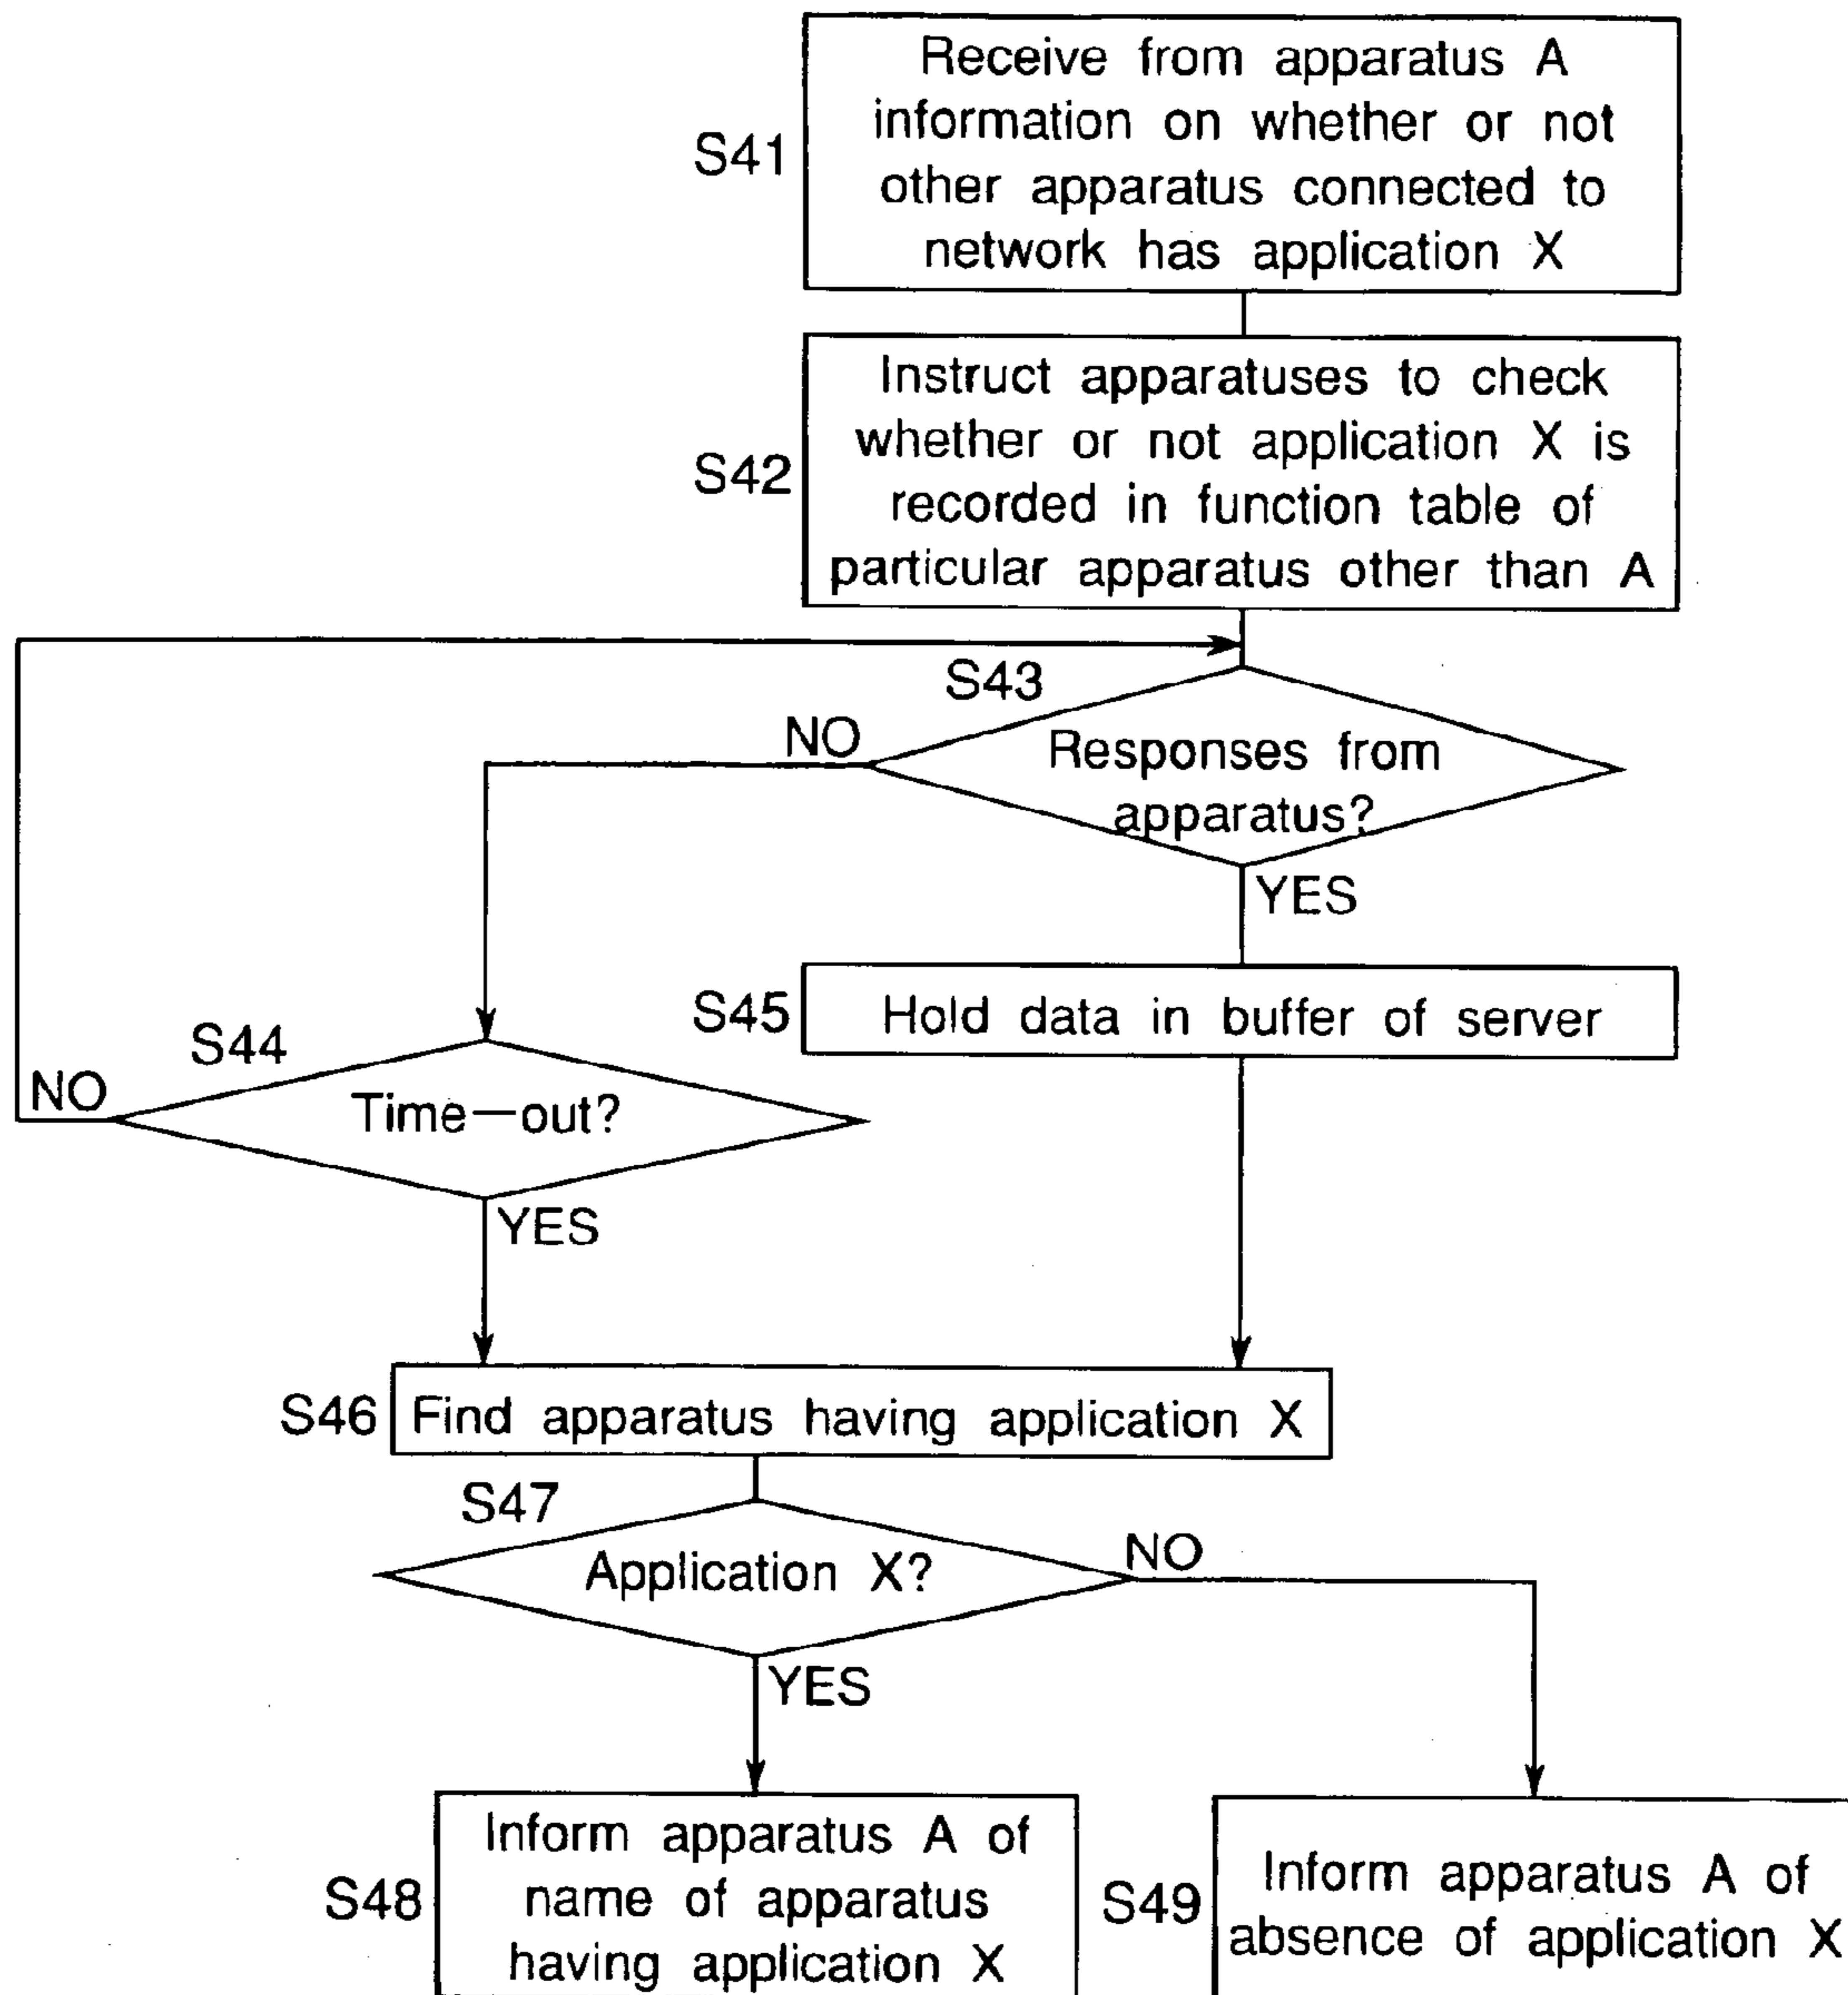 S41
Receive from apparatus A
information on whether or not
other apparatus connected to
network has application X
S42
Instruct apparatuses to check
whether or not application X is
recorded in function table of
particular apparatus other than A
S43
NO
Responses from
apparatus?
YES
S45
Hold data in buffer of server
S44
NO
Time—out?
YES
S46
Find apparatus having application X
S47
Application X?
NO
YES
S48
Inform apparatus A of
name of apparatus
having application X
S49
Inform apparatus A of
absence of application X